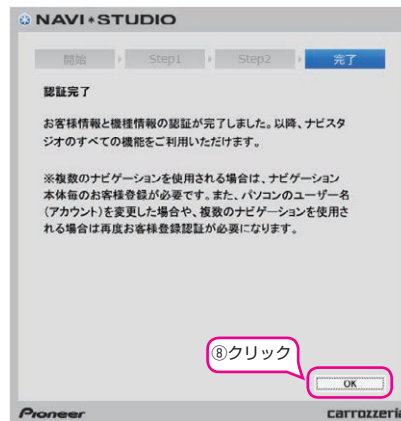 NAVI*STUDIO
開始 Step1 Step2 完了
認証完了
お客様情報と機種情報の認証が完了しました。以降、ナビスタ
ジオのすべての機能をご利用いただけます。
※複数のナビゲーションを使用される場合は、ナビゲーション
本体毎のお客様登録が必要です。また、パソコンのユーザー名
（アカウント）を変更した場合や、複数のナビゲーションを使用さ
れる場合は再度お客様登録認証が必要になります。
⑧クリック
OK
Pioneer carrozzeria